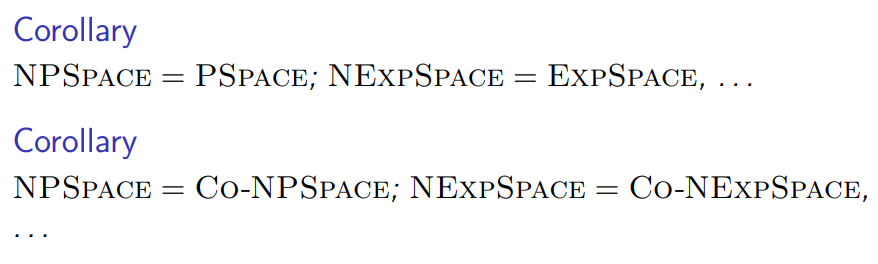 Corollary
NPSPACE = PSPACE; NEXPSPACE = EXPSPACE, ...
Corollary
NPSPACE = CO-NPSPACE; NEXPSPACE = CO-NEXPSPACE,
...